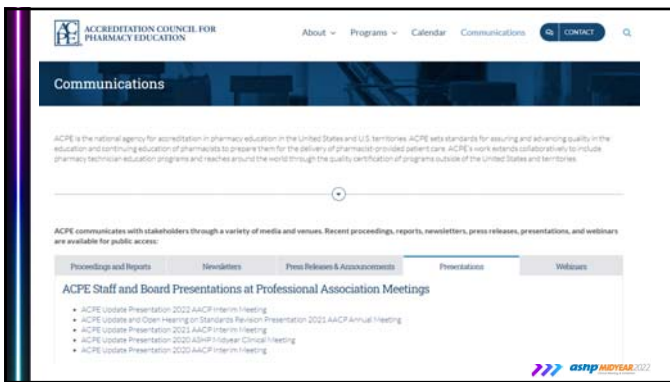 ACPE
ACCREDITATION COUNCIL FOR
PHARMACY EDUCATION
About
Programs
Calendar
Communications
CONTACT
Communications
ACPE is the national agency for accreditation in pharmacy education in the United States and U.S. territories. ACPE sets standards for assuring and advancing quality in the
education and continuing education of pharmacists to prepare them for the delivery of pharmacist-provided patient care. ACPE's work extends collaboratively to include
pharmacy technician education programs and reaches around the world through the quality certification of programs outside of the United States and territories.
ACPE communicates with stakeholders through a variety of media and venues. Recent proceedings, reports, newsletters, press releases, presentations, and webinars
are available for public access:
Proceedings and Reports
Newsletters
Press Releases & Announcements
Presentations
Webinars
ACPE Staff and Board Presentations at Professional Association Meetings
ACPE Update Presentation 2022 AACP Interim Meeting
ACPE Update and Open Hearing on Standards Revision Presentation 2021 AACP Annual Meeting
ACPE Update Presentation 2021 AACP Interim Meeting
ACPE Update Presentation 2020 ASHP Midyear Clinical Meeting
ACPE Update Presentation 2020 AACP Interim Meeting
ashp MIDYEAR 2022